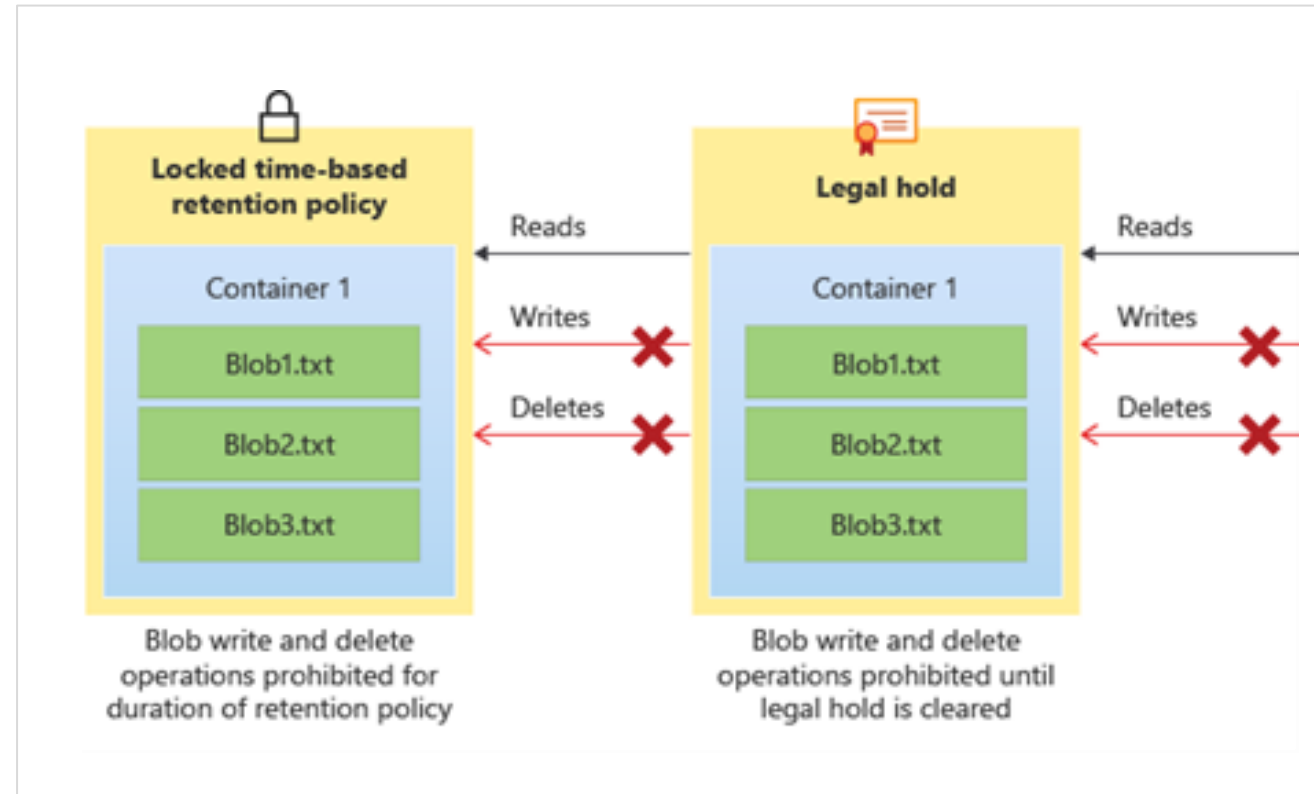 Locked time-based
retention policy
Reads
Container 1
Writes
Blob1.txt
Deletes
Blob2.txt
Blob3.txt
Blob write and delete
operations prohibited for
duration of retention policy
Legal hold
Reads
Container 1
Writes
Blob1.txt
Deletes
Blob2.txt
Blob3.txt
Blob write and delete
operations prohibited until
legal hold is cleared